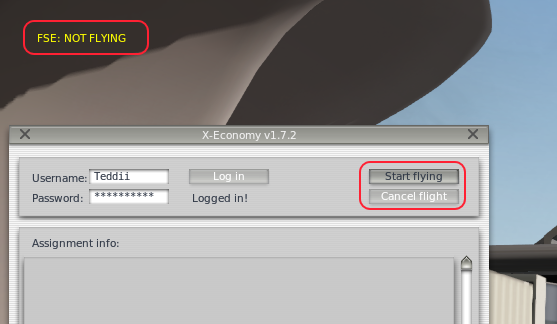 FSE: NOT FLYING
X-Economy v1.7.2
Username: Teddii Log in Start flying
Password: ********** Logged in! Cancel flight
Assignment info: